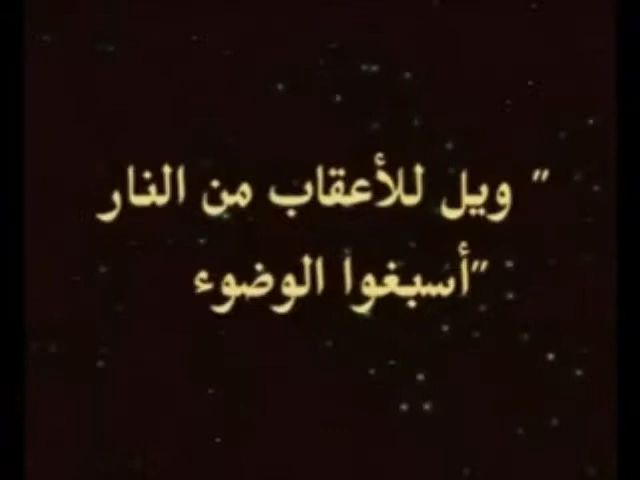 " ويل للأعقاب من النار
"أسبغوا الوضوء